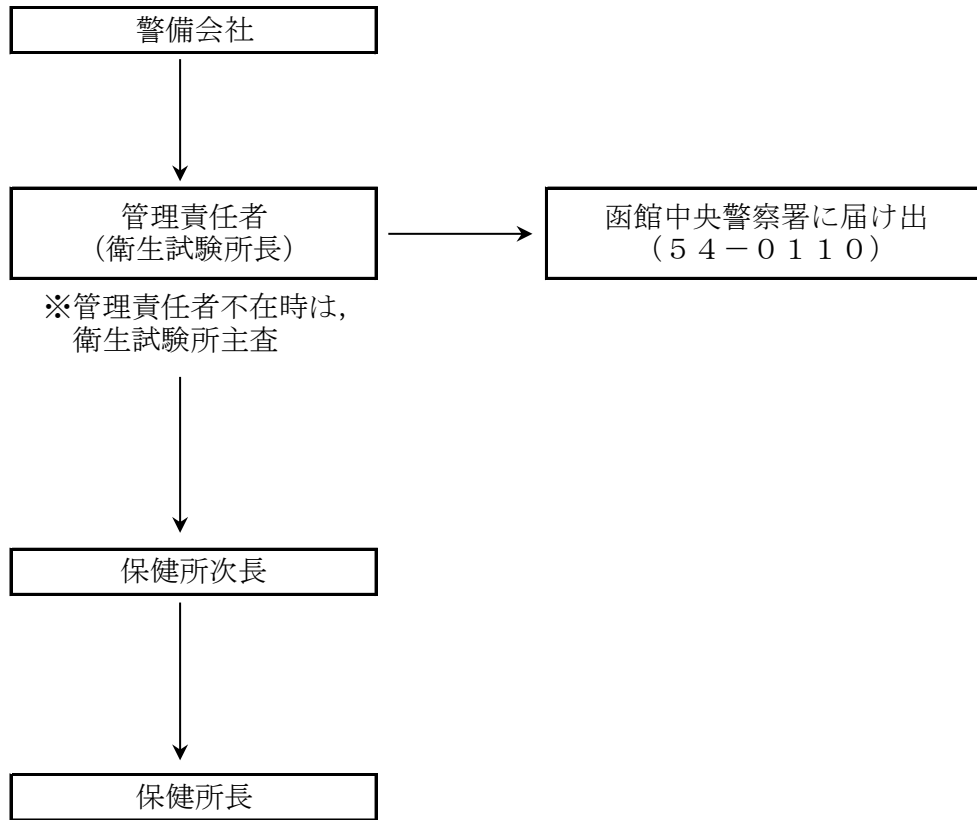 警備会社
管理責任者
（衛生試験所長）
函館中央警察署に届け出
（５４－０１１０）
※管理責任者不在時は，
衛生試験所主査
保健所次長
保健所長